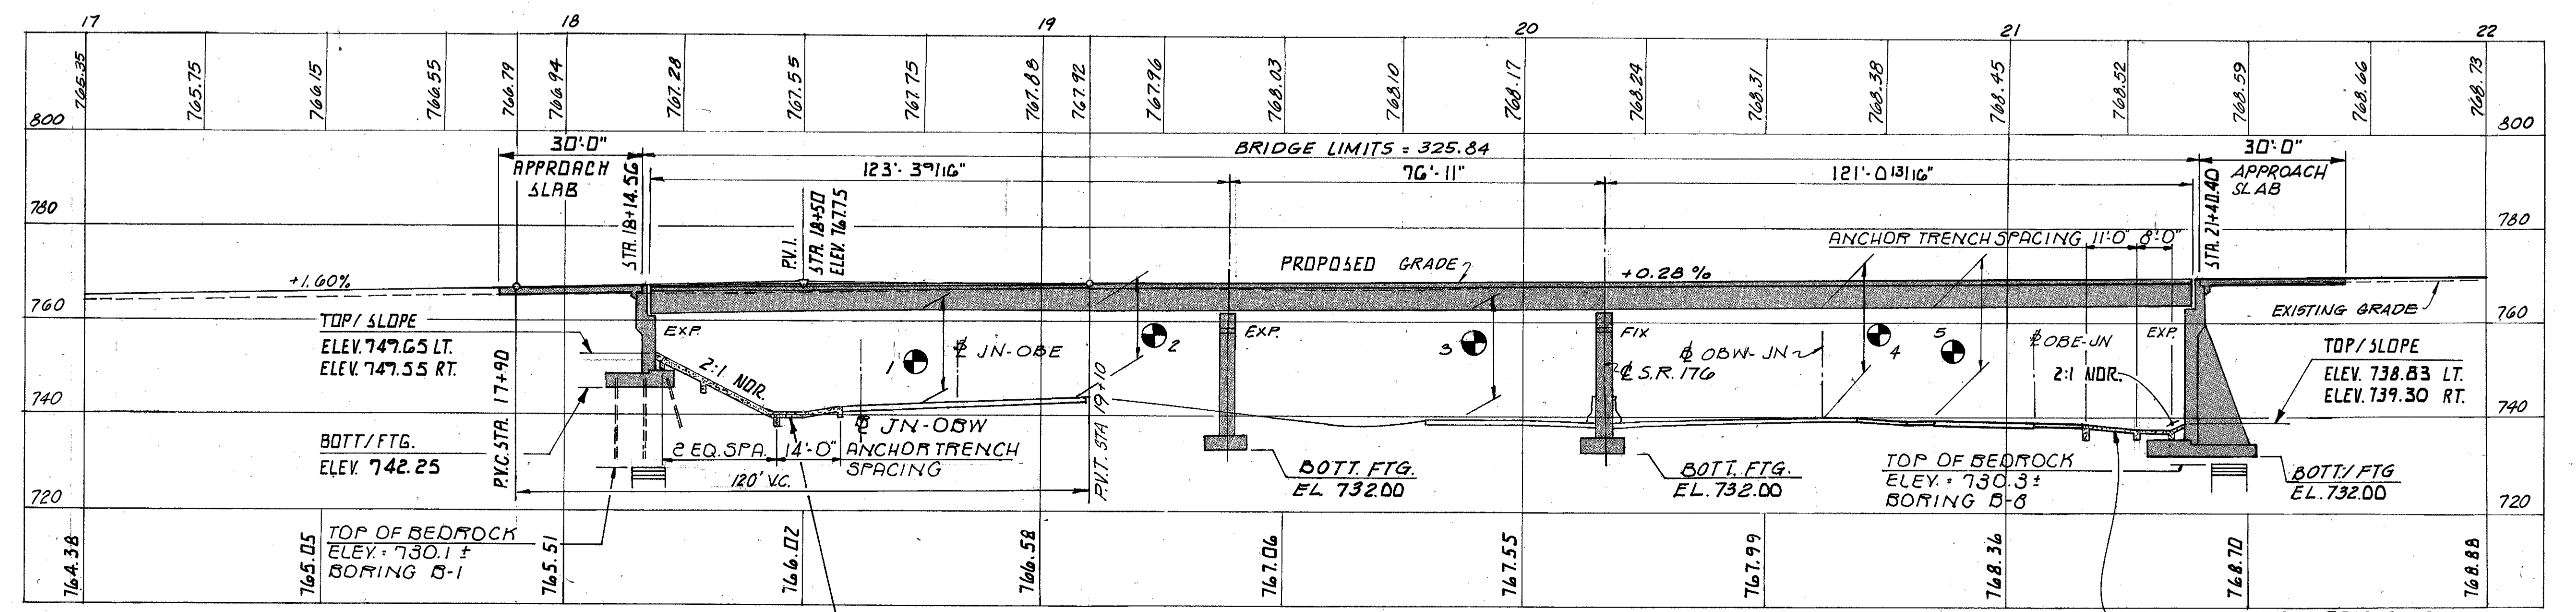 17 18 19 20 21 22
765.35 765.75 766.15 766.55 766.79 766.94 767.28 767.55 767.75 767.88 767.92 767.96 768.03 768.10 768.17 768.24 768.31 768.38 768.45 768.52 768.59 768.66 768.73
800 800
30'-0"
APPROACH
SLAB
STA. 18+14.56
BRIDGE LIMITS = 325.84
123'-3 9/16"
76'-11"
121'-0 13/16"
30'-0"
APPROACH
SLAB
STA. 21+40.40
780 780
P.V.I.
STA. 18+50
ELEV. 767.75
ANCHOR TRENCH SPACING 11'-0" 8'-0"
PROPOSED GRADE
+1.60%
+0.28%
760 760
EXISTING GRADE
TOP/SLOPE
ELEV. 749.65 LT.
ELEV. 749.55 RT.
EXP.
2:1 NOR.
1
℄ JN-OBE
2
EXP.
3
FIX
℄ S.R. 176
℄ OBW-JN
4
5
℄ OBE-JN
EXP.
2:1 NOR.
TOP/SLOPE
ELEV. 738.83 LT.
ELEV. 739.30 RT.
740 740
P.V.C. STA. 17+90
BOTT/FTG.
ELEV. 742.25
℄ JN-OBW
2 EQ. SPA. 14'-0" ANCHOR TRENCH
SPACING
120' V.C.
P.V.T. STA 19+10
BOTT. FTG.
EL. 732.00
BOTT. FTG.
EL. 732.00
TOP OF BEDROCK
ELEV. = 730.3 ±
BORING B-8
BOTT./FTG
EL. 732.00
720 720
TOP OF BEDROCK
ELEV. = 730.1 ±
BORING B-1
764.38 765.05 765.51 766.02 766.58 767.06 767.55 767.99 768.36 768.70 768.88